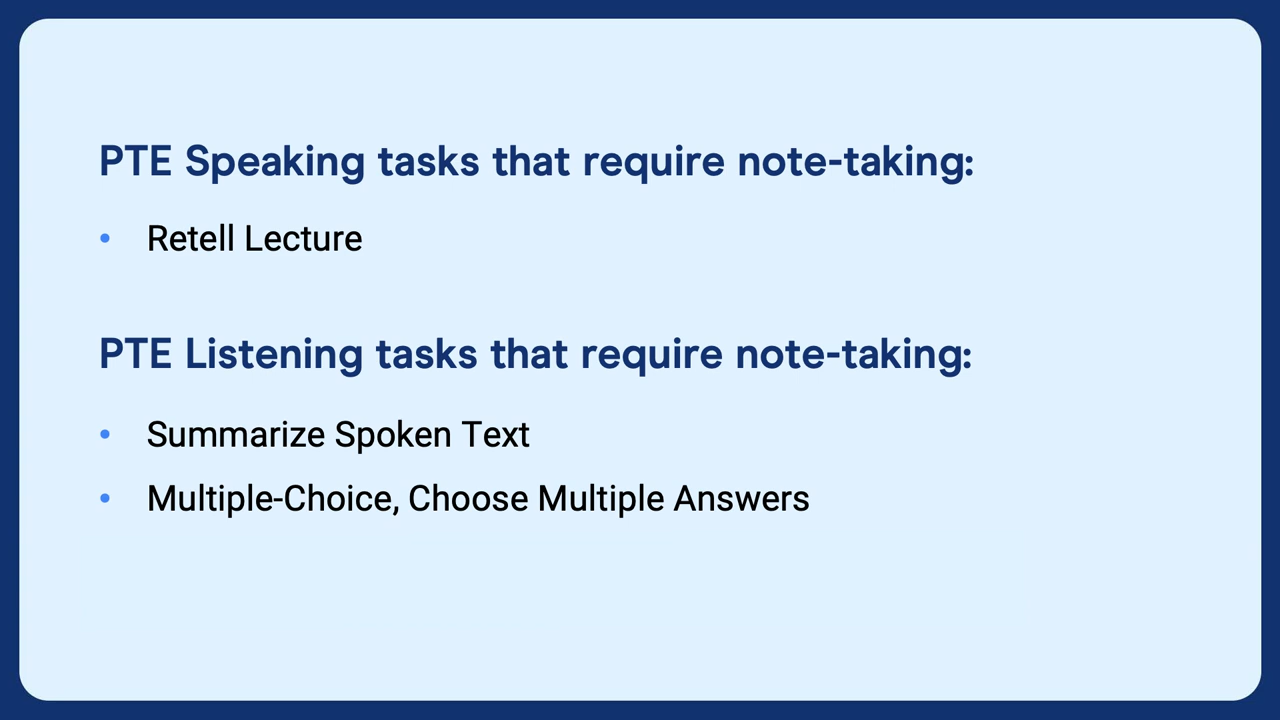 PTE Speaking tasks that require note-taking:
• Retell Lecture
PTE Listening tasks that require note-taking:
• Summarize Spoken Text
• Multiple-Choice, Choose Multiple Answers